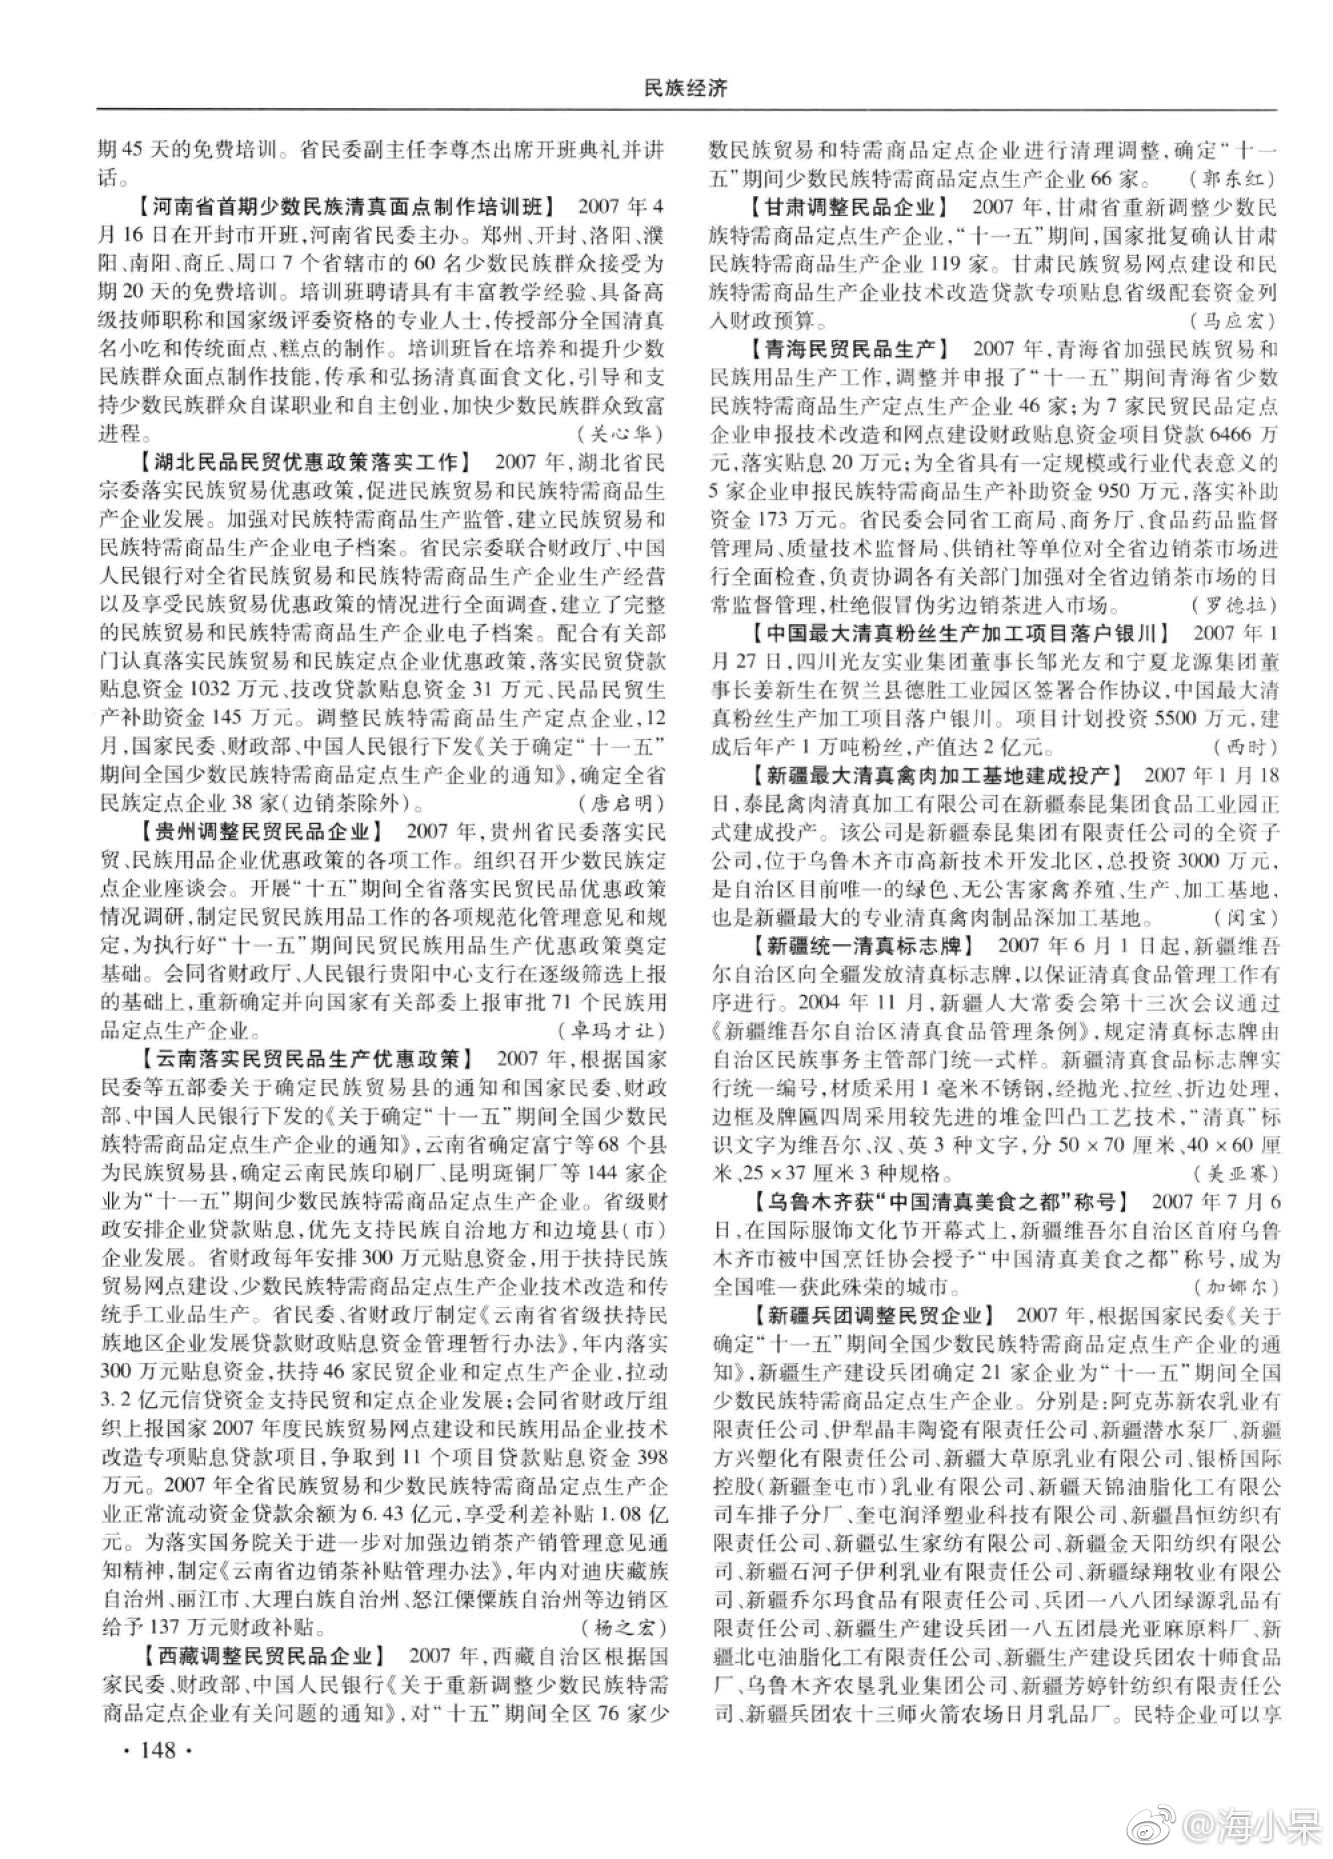 民族经济
期45天的免费培训。省民委副主任李尊杰出席开班典礼并讲
话。
【河南省首期少数民族清真面点制作培训班】 2007年4
月16日在开封市开班,河南省民委主办。郑州、开封、洛阳、濮
阳、南阳、商丘、周口7个省辖市的60名少数民族群众接受为
期20天的免费培训。培训班聘请具有丰富教学经验、具备高
级技师职称和国家级评委资格的专业人士,传授部分全国清真
名小吃和传统面点、糕点的制作。培训班旨在培养和提升少数
民族群众面点制作技能,传承和弘扬清真面食文化,引导和支
持少数民族群众自谋职业和自主创业,加快少数民族群众致富
进程。 (关心华)
【湖北民品民贸优惠政策落实工作】 2007年,湖北省民
宗委落实民族贸易优惠政策,促进民族贸易和民族特需商品生
产企业发展。加强对民族特需商品生产监管,建立民族贸易和
民族特需商品生产企业电子档案。省民宗委联合财政厅、中国
人民银行对全省民族贸易和民族特需商品生产企业生产经营
以及享受民族贸易优惠政策的情况进行全面调查,建立了完整
的民族贸易和民族特需商品生产企业电子档案。配合有关部
门认真落实民族贸易和民族定点企业优惠政策,落实民贸贷款
贴息资金1032万元、技改贷款贴息资金31万元、民品民贸生
产补助资金145万元。调整民族特需商品生产定点企业,12
月,国家民委、财政部、中国人民银行下发《关于确定“十一五”
期间全国少数民族特需商品定点生产企业的通知》,确定全省
民族定点企业38家(边销茶除外)。 (唐启明)
【贵州调整民贸民品企业】 2007年,贵州省民委落实民
贸、民族用品企业优惠政策的各项工作。组织召开少数民族定
点企业座谈会。开展“十五”期间全省落实民贸民品优惠政策
情况调研,制定民贸民族用品工作的各项规范化管理意见和规
定,为执行好“十一五”期间民贸民族用品生产优惠政策奠定
基础。会同省财政厅、人民银行贵阳中心支行在逐级筛选上报
的基础上,重新确定并向国家有关部委上报审批71个民族用
品定点生产企业。 (卓玛才让)
【云南落实民贸民品生产优惠政策】 2007年,根据国家
民委等五部委关于确定民族贸易县的通知和国家民委、财政
部、中国人民银行下发的《关于确定“十一五”期间全国少数民
族特需商品定点生产企业的通知》,云南省确定富宁等68个县
为民族贸易县,确定云南民族印刷厂、昆明斑铜厂等144家企
业为“十一五”期间少数民族特需商品定点生产企业。省级财
政安排企业贷款贴息,优先支持民族自治地方和边境县(市)
企业发展。省财政每年安排300万元贴息资金,用于扶持民族
贸易网点建设、少数民族特需商品定点生产企业技术改造和传
统手工业品生产。省民委、省财政厅制定《云南省省级扶持民
族地区企业发展贷款财政贴息资金管理暂行办法》,年内落实
300万元贴息资金,扶持46家民贸企业和定点生产企业,拉动
3.2亿元信贷资金支持民贸和定点企业发展;会同省财政厅组
织上报国家2007年度民族贸易网点建设和民族用品企业技术
改造专项贴息贷款项目,争取到11个项目贷款贴息资金398
万元。2007年全省民族贸易和少数民族特需商品定点生产企
业正常流动资金贷款余额为6.43亿元,享受利差补贴1.08亿
元。为落实国务院关于进一步对加强边销茶产销管理意见通
知精神,制定《云南省边销茶补贴管理办法》,年内对迪庆藏族
自治州、丽江市、大理白族自治州、怒江傈僳族自治州等边销区
给予137万元财政补贴。 (杨之宏)
【西藏调整民贸民品企业】 2007年,西藏自治区根据国
家民委、财政部、中国人民银行《关于重新调整少数民族特需
商品定点企业有关问题的通知》,对“十五”期间全区76家少
·148·
数民族贸易和特需商品定点企业进行清理调整,确定“十一
五”期间少数民族特需商品定点生产企业66家。 (郭东红)
【甘肃调整民品企业】 2007年,甘肃省重新调整少数民
族特需商品定点生产企业,“十一五”期间,国家批复确认甘肃
民族特需商品生产企业119家。甘肃民族贸易网点建设和民
族特需商品生产企业技术改造贷款专项贴息省级配套资金列
入财政预算。 (马应宏)
【青海民贸民品生产】 2007年,青海省加强民族贸易和
民族用品生产工作,调整并申报了“十一五”期间青海省少数
民族特需商品生产定点生产企业46家;为7家民贸民品定点
企业申报技术改造和网点建设财政贴息资金项目贷款6466万
元,落实贴息20万元;为全省具有一定规模或行业代表意义的
5家企业申报民族特需商品生产补助资金950万元,落实补助
资金173万元。省民委会同省工商局、商务厅、食品药品监督
管理局、质量技术监督局、供销社等单位对全省边销茶市场进
行全面检查,负责协调各有关部门加强对全省边销茶市场的日
常监督管理,杜绝假冒伪劣边销茶进入市场。 (罗德拉)
【中国最大清真粉丝生产加工项目落户银川】 2007年1
月27日,四川光友实业集团董事长邹光友和宁夏龙源集团董
事长姜新生在贺兰县德胜工业园区签署合作协议,中国最大清
真粉丝生产加工项目落户银川。项目计划投资5500万元,建
成后年产1万吨粉丝,产值达2亿元。 (西时)
【新疆最大清真禽肉加工基地建成投产】 2007年1月18
日,泰昆禽肉清真加工有限公司在新疆泰昆集团食品工业园正
式建成投产。该公司是新疆泰昆集团有限责任公司的全资子
公司,位于乌鲁木齐市高新技术开发北区,总投资3000万元,
是自治区目前唯一的绿色、无公害家禽养殖、生产、加工基地,
也是新疆最大的专业清真禽肉制品深加工基地。 (闵宝)
【新疆统一清真标志牌】 2007年6月1日起,新疆维吾
尔自治区向全疆发放清真标志牌,以保证清真食品管理工作有
序进行。2004年11月,新疆人大常委会第十三次会议通过
《新疆维吾尔自治区清真食品管理条例》,规定清真标志牌由
自治区民族事务主管部门统一式样。新疆清真食品标志牌实
行统一编号,材质采用1毫米不锈钢,经抛光、拉丝、折边处理,
边框及牌匾四周采用较先进的堆金凹凸工艺技术,“清真”标
识文字为维吾尔、汉、英3种文字,分50×70厘米、40×60厘
米、25×37厘米3种规格。 (美亚赛)
【乌鲁木齐获“中国清真美食之都”称号】 2007年7月6
日,在国际服饰文化节开幕式上,新疆维吾尔自治区首府乌鲁
木齐市被中国烹饪协会授予“中国清真美食之都”称号,成为
全国唯一获此殊荣的城市。 (加娜尔)
【新疆兵团调整民贸企业】 2007年,根据国家民委《关于
确定“十一五”期间全国少数民族特需商品定点生产企业的通
知》,新疆生产建设兵团确定21家企业为“十一五”期间全国
少数民族特需商品定点生产企业。分别是:阿克苏新农乳业有
限责任公司、伊犁晶丰陶瓷有限责任公司、新疆潜水泵厂、新疆
方兴塑化有限责任公司、新疆大草原乳业有限公司、银桥国际
控股(新疆奎屯市)乳业有限公司、新疆天锦油脂化工有限公
司车排子分厂、奎屯润泽塑业科技有限公司、新疆昌恒纺织有
限责任公司、新疆弘生家纺有限公司、新疆金天阳纺织有限公
司、新疆石河子伊利乳业有限责任公司、新疆绿翔牧业有限公
司、新疆乔尔玛食品有限责任公司、兵团一八八团绿源乳品有
限责任公司、新疆生产建设兵团一八五团晨光亚麻原料厂、新
疆北屯油脂化工有限责任公司、新疆生产建设兵团农十师食品
厂、乌鲁木齐农垦乳业集团公司、新疆芳婷针纺织有限责任公
司、新疆兵团农十三师火箭农场日月乳品厂。民特企业可以享
@海小呆